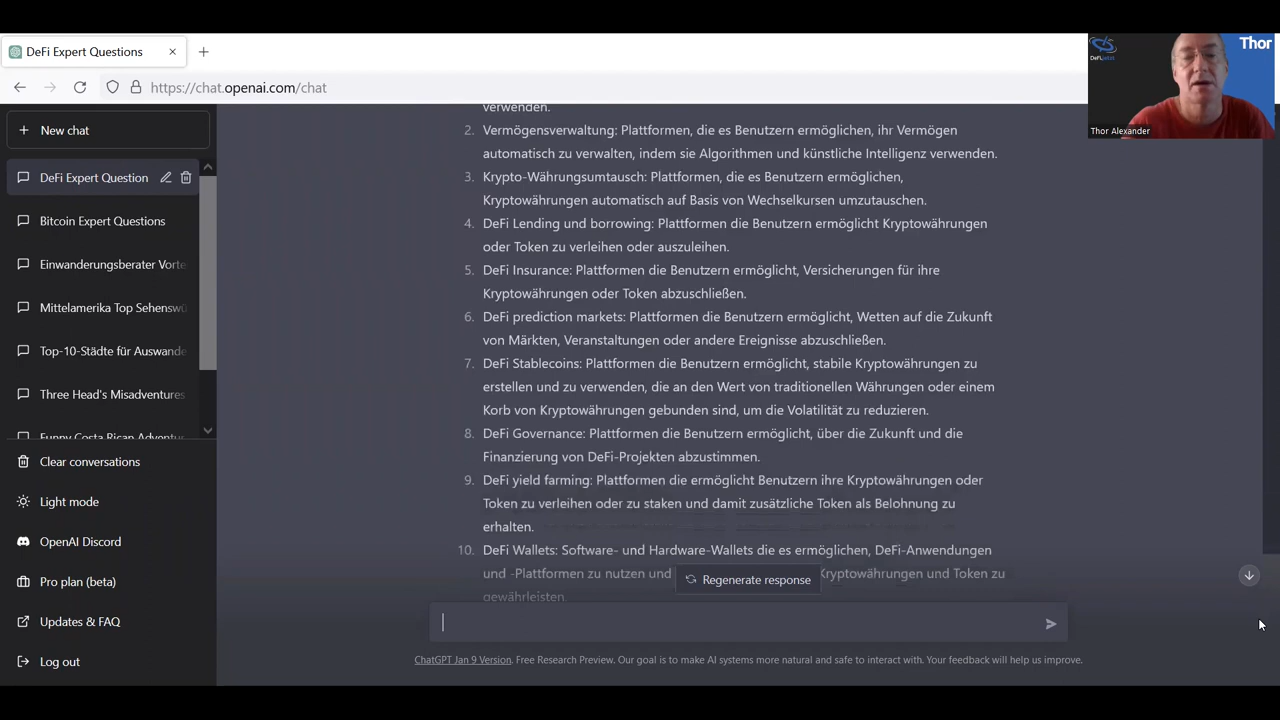 DeFi Expert Questions
https://chat.openai.com/chat
Thor
DeFi.jetzt
Thor Alexander
New chat
DeFi Expert Question
Bitcoin Expert Questions
Einwanderungsberater Vorte
Mittelamerika Top Sehenswü
Top-10-Städte für Auswande
Three Head's Misadventures
Funny Costa Rican Adventur
Clear conversations
Light mode
OpenAI Discord
Pro plan (beta)
Updates & FAQ
Log out
verwenden.
2. Vermögensverwaltung: Plattformen, die es Benutzern ermöglichen, ihr Vermögen
automatisch zu verwalten, indem sie Algorithmen und künstliche Intelligenz verwenden.
3. Krypto-Währungsumtausch: Plattformen, die es Benutzern ermöglichen,
Kryptowährungen automatisch auf Basis von Wechselkursen umzutauschen.
4. DeFi Lending und borrowing: Plattformen die Benutzern ermöglicht Kryptowährungen
oder Token zu verleihen oder auszuleihen.
5. DeFi Insurance: Plattformen die Benutzern ermöglicht, Versicherungen für ihre
Kryptowährungen oder Token abzuschließen.
6. DeFi prediction markets: Plattformen die Benutzern ermöglicht, Wetten auf die Zukunft
von Märkten, Veranstaltungen oder andere Ereignisse abzuschließen.
7. DeFi Stablecoins: Plattformen die Benutzern ermöglicht, stabile Kryptowährungen zu
erstellen und zu verwenden, die an den Wert von traditionellen Währungen oder einem
Korb von Kryptowährungen gebunden sind, um die Volatilität zu reduzieren.
8. DeFi Governance: Plattformen die Benutzern ermöglicht, über die Zukunft und die
Finanzierung von DeFi-Projekten abzustimmen.
9. DeFi yield farming: Plattformen die ermöglicht Benutzern ihre Kryptowährungen oder
Token zu verleihen oder zu staken und damit zusätzliche Token als Belohnung zu
erhalten.
10. DeFi Wallets: Software- und Hardware-Wallets die es ermöglichen, DeFi-Anwendungen
und -Plattformen zu nutzen und Kryptowährungen und Token zu
gewährleisten.
Regenerate response
ChatGPT Jan 9 Version. Free Research Preview. Our goal is to make AI systems more natural and safe to interact with. Your feedback will help us improve.